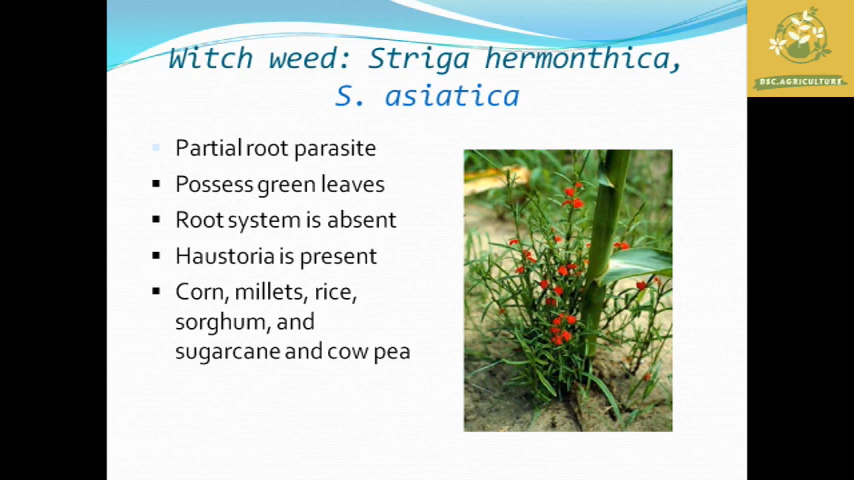 Witch weed: Striga hermonthica,
S. asiatica
BSC.AGRICULTURE
Partial root parasite
Possess green leaves
Root system is absent
Haustoria is present
Corn, millets, rice,
sorghum, and
sugarcane and cow pea